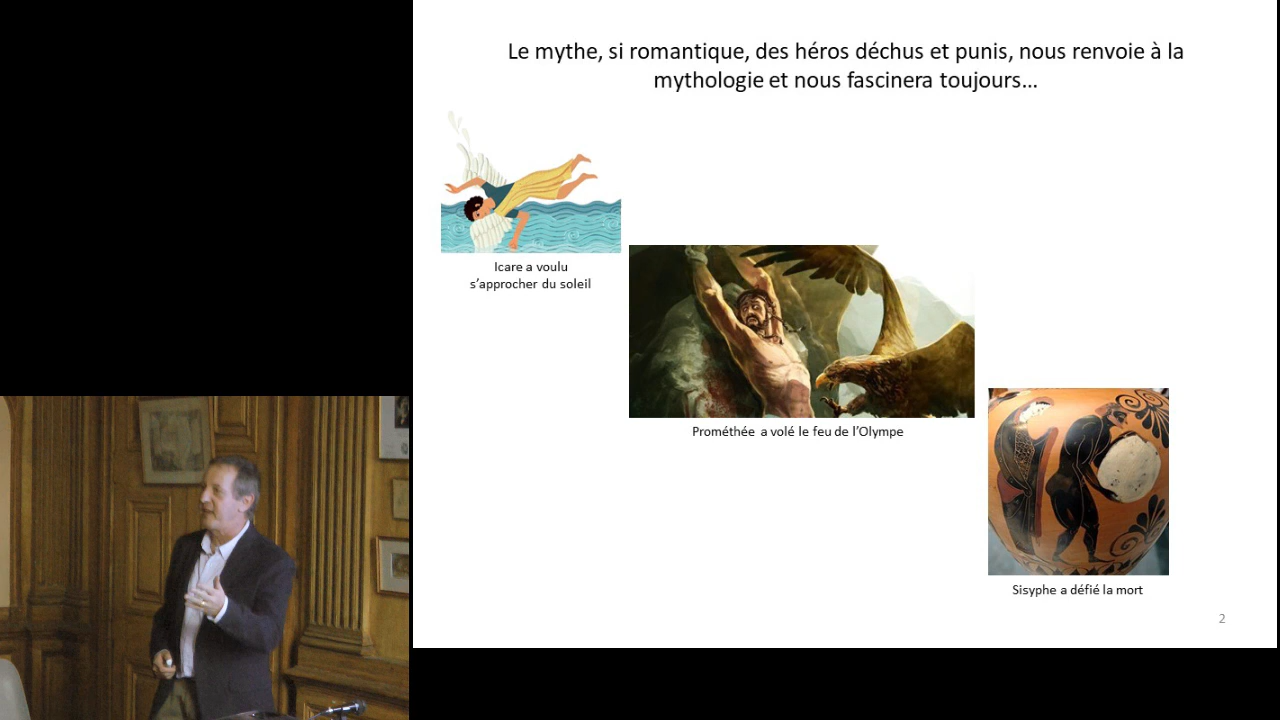 Le mythe, si romantique, des héros déchus et punis, nous renvoie à la
mythologie et nous fascinera toujours…
Icare a voulu
s’approcher du soleil
Prométhée a volé le feu de l’Olympe
Sisyphe a défié la mort
2